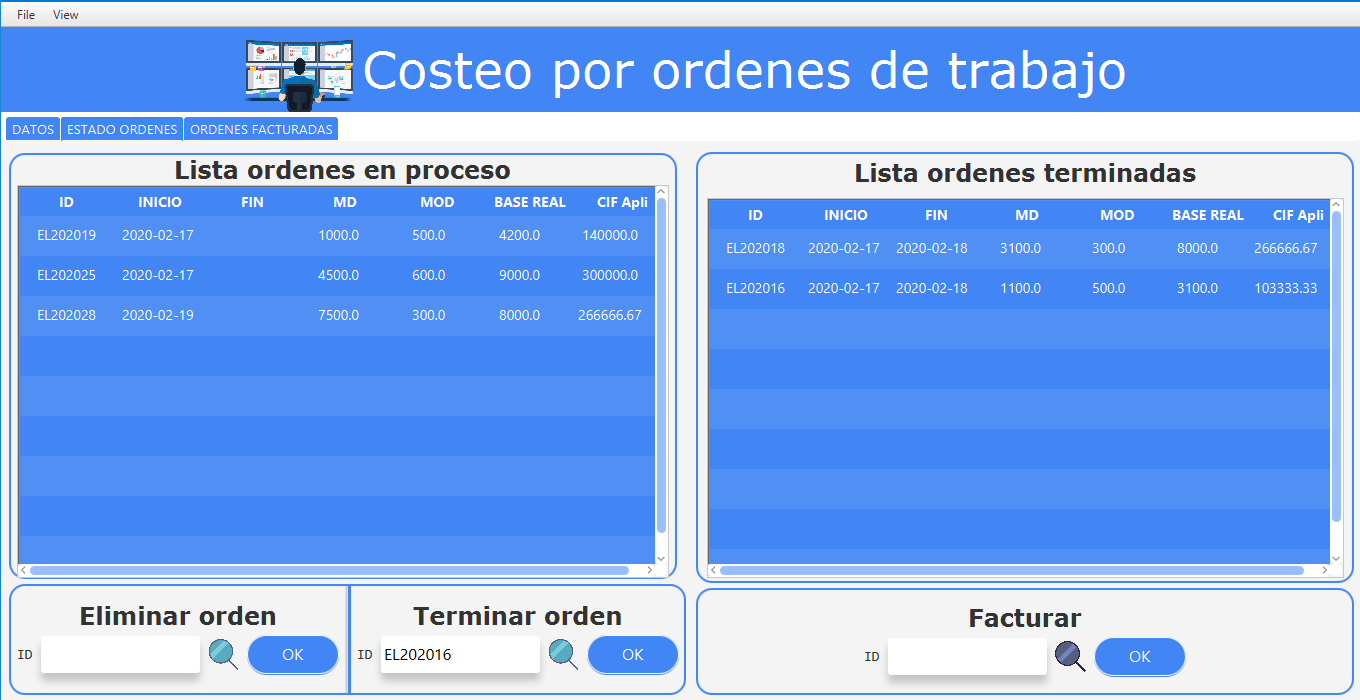 File View
Costeo por ordenes de trabajo
DATOS ESTADO ORDENES ORDENES FACTURADAS
Lista ordenes en proceso
ID INICIO FIN MD MOD BASE REAL CIF Apli
EL202019 2020-02-17 1000.0 500.0 4200.0 140000.0
EL202025 2020-02-17 4500.0 600.0 9000.0 300000.0
EL202028 2020-02-19 7500.0 300.0 8000.0 266666.67
Lista ordenes terminadas
ID INICIO FIN MD MOD BASE REAL CIF Apli
EL202018 2020-02-17 2020-02-18 3100.0 300.0 8000.0 266666.67
EL202016 2020-02-17 2020-02-18 1100.0 500.0 3100.0 103333.33
Eliminar orden
ID OK
Terminar orden
ID EL202016 OK
Facturar
ID OK